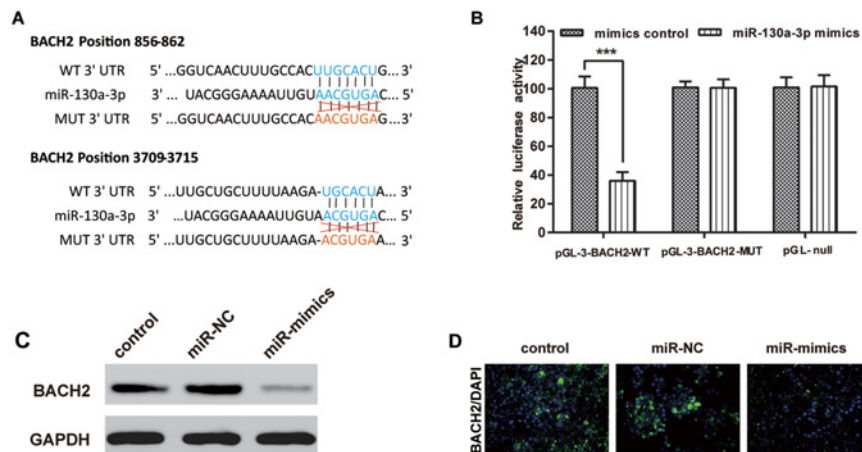 A
BACH2 Position 856-862
WT 3' UTR 5' ...GGUCAACUUUGCCACUUGCACUG... 3'
miR-130a-3p 3' ... UACGGGAAAAUUGUAACGUGAC... 5'
MUT 3' UTR 5' ...GGUCAACUUUGCCACAACGUGAG... 3'
BACH2 Position 3709-3715
WT 3' UTR 5' ...UUGCUGCUUUUAAGA-UGCACUA... 3'
miR-130a-3p 3' ... UACGGGAAAAUUGUAACGUGAC... 5'
MUT 3' UTR 5' ...UUGCUGCUUUUAAGA-ACGUGAA... 3'
B
mimics control
miR-130a-3p mimics
Relative luciferase activity
140
120
100
80
60
40
20
0
***
pGL-3-BACH2-WT
pGL-3-BACH2-MUT
pGL- null
C
control
miR-NC
miR-mimics
BACH2
GAPDH
D
control
miR-NC
miR-mimics
BACH2/DAPI